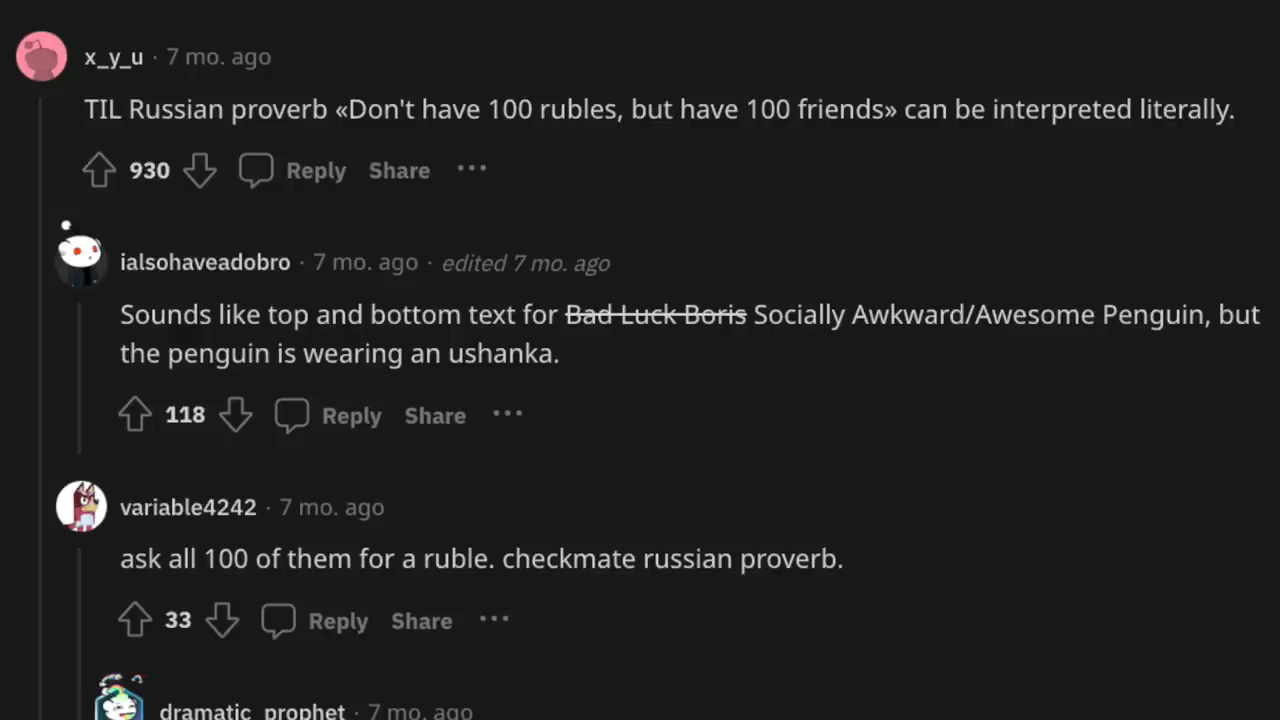 x_y_u · 7 mo. ago
TIL Russian proverb «Don't have 100 rubles, but have 100 friends» can be interpreted literally.
930 Reply Share ···
ialsohaveadobro · 7 mo. ago · edited 7 mo. ago
Sounds like top and bottom text for Bad Luck Boris Socially Awkward/Awesome Penguin, but
the penguin is wearing an ushanka.
118 Reply Share ···
variable4242 · 7 mo. ago
ask all 100 of them for a ruble. checkmate russian proverb.
33 Reply Share ···
dramatic_prophet · 7 mo. ago